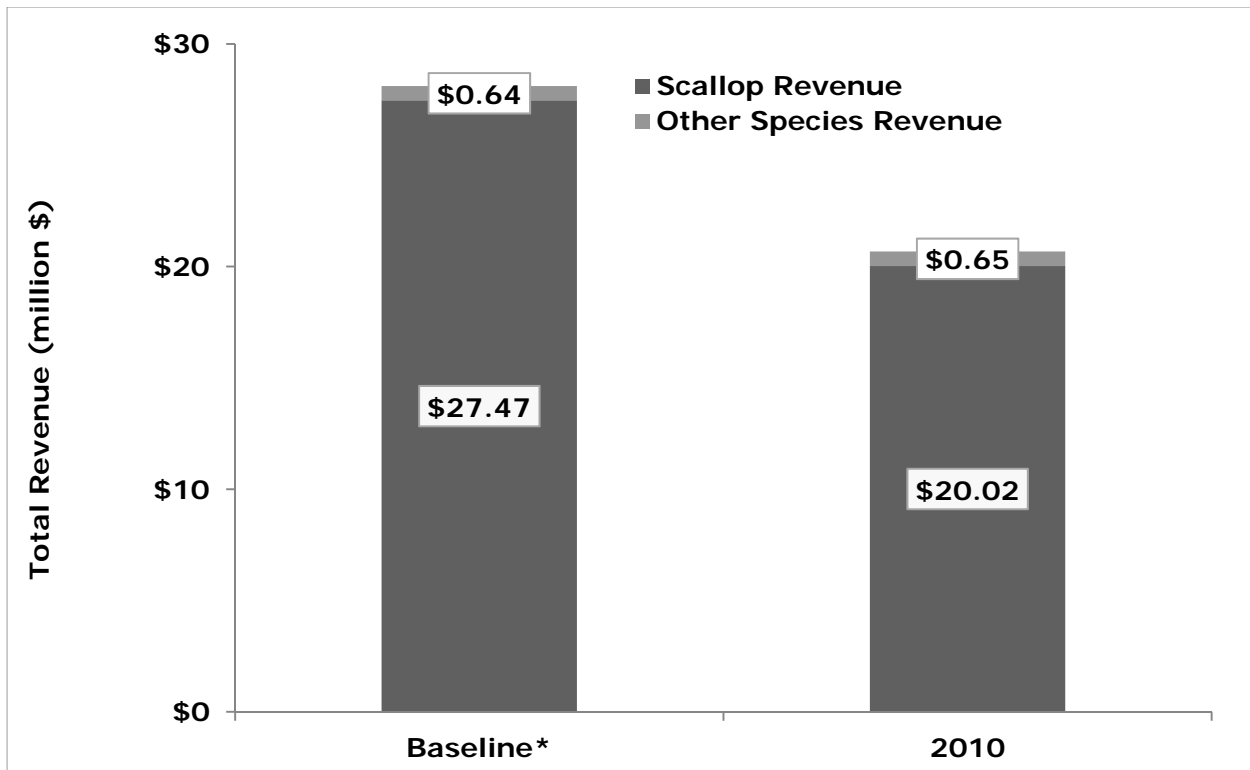 Total Revenue (million $)
$30
$20
$10
$0
Scallop Revenue
Other Species Revenue
$0.64
$27.47
$0.65
$20.02
Baseline*
2010